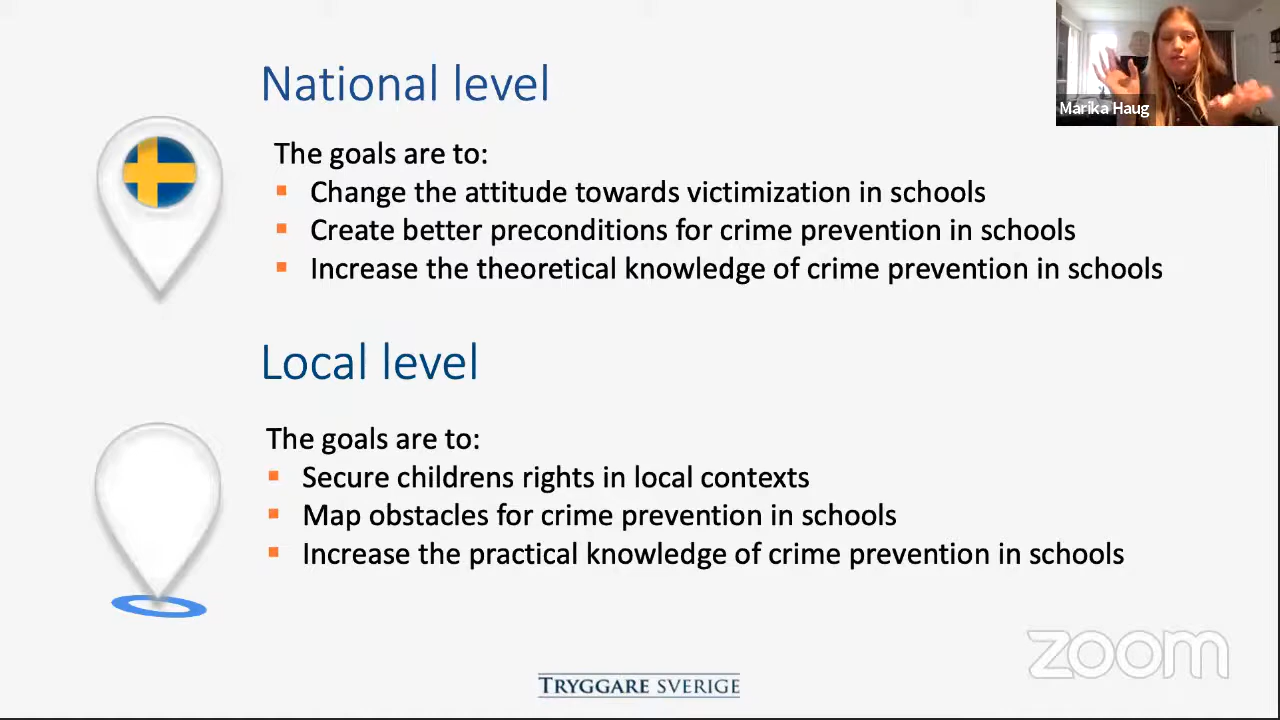 National level
Marika Haug
The goals are to:
Change the attitude towards victimization in schools
Create better preconditions for crime prevention in schools
Increase the theoretical knowledge of crime prevention in schools
Local level
The goals are to:
Secure childrens rights in local contexts
Map obstacles for crime prevention in schools
Increase the practical knowledge of crime prevention in schools
zoom
TRYGGARE SVERIGE